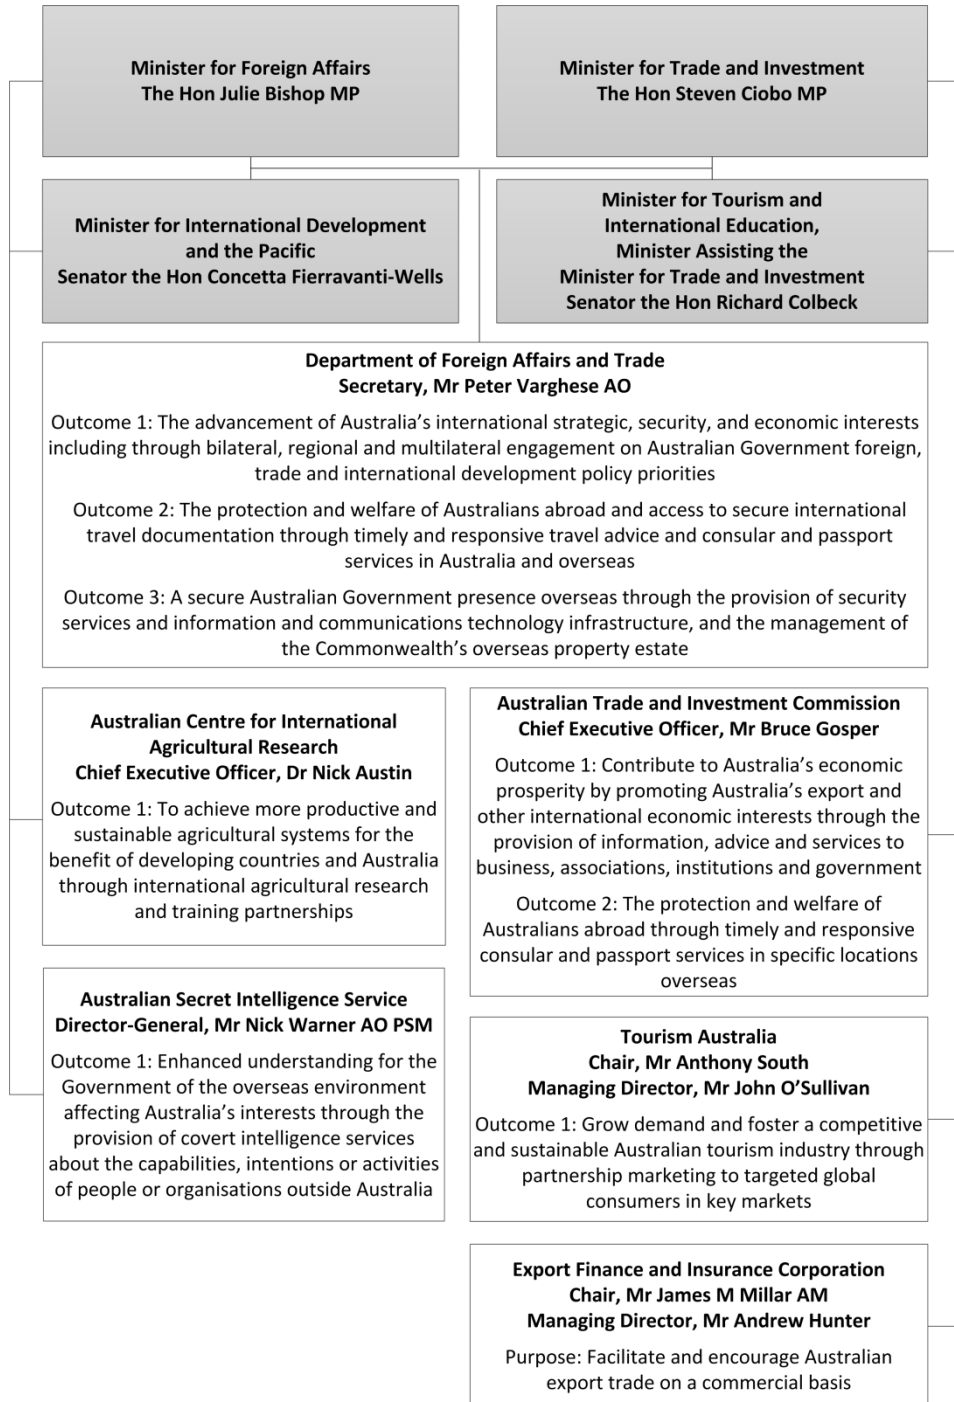 Minister for Foreign Affairs
The Hon Julie Bishop MP
Minister for Trade and Investment
The Hon Steven Ciobo MP
Minister for International Development
and the Pacific
Senator the Hon Concetta Fierravanti-Wells
Minister for Tourism and
International Education,
Minister Assisting the
Minister for Trade and Investment
Senator the Hon Richard Colbeck
Department of Foreign Affairs and Trade
Secretary, Mr Peter Varghese AO
Outcome 1: The advancement of Australia’s international strategic, security, and economic interests
including through bilateral, regional and multilateral engagement on Australian Government foreign,
trade and international development policy priorities
Outcome 2: The protection and welfare of Australians abroad and access to secure international
travel documentation through timely and responsive travel advice and consular and passport
services in Australia and overseas
Outcome 3: A secure Australian Government presence overseas through the provision of security
services and information and communications technology infrastructure, and the management of
the Commonwealth’s overseas property estate
Australian Centre for International
Agricultural Research
Chief Executive Officer, Dr Nick Austin
Outcome 1: To achieve more productive and
sustainable agricultural systems for the
benefit of developing countries and Australia
through international agricultural research
and training partnerships
Australian Secret Intelligence Service
Director-General, Mr Nick Warner AO PSM
Outcome 1: Enhanced understanding for the
Government of the overseas environment
affecting Australia’s interests through the
provision of covert intelligence services
about the capabilities, intentions or activities
of people or organisations outside Australia
Australian Trade and Investment Commission
Chief Executive Officer, Mr Bruce Gosper
Outcome 1: Contribute to Australia’s economic
prosperity by promoting Australia’s export and
other international economic interests through the
provision of information, advice and services to
business, associations, institutions and government
Outcome 2: The protection and welfare of
Australians abroad through timely and responsive
consular and passport services in specific locations
overseas
Tourism Australia
Chair, Mr Anthony South
Managing Director, Mr John O’Sullivan
Outcome 1: Grow demand and foster a competitive
and sustainable Australian tourism industry through
partnership marketing to targeted global
consumers in key markets
Export Finance and Insurance Corporation
Chair, Mr James M Millar AM
Managing Director, Mr Andrew Hunter
Purpose: Facilitate and encourage Australian
export trade on a commercial basis